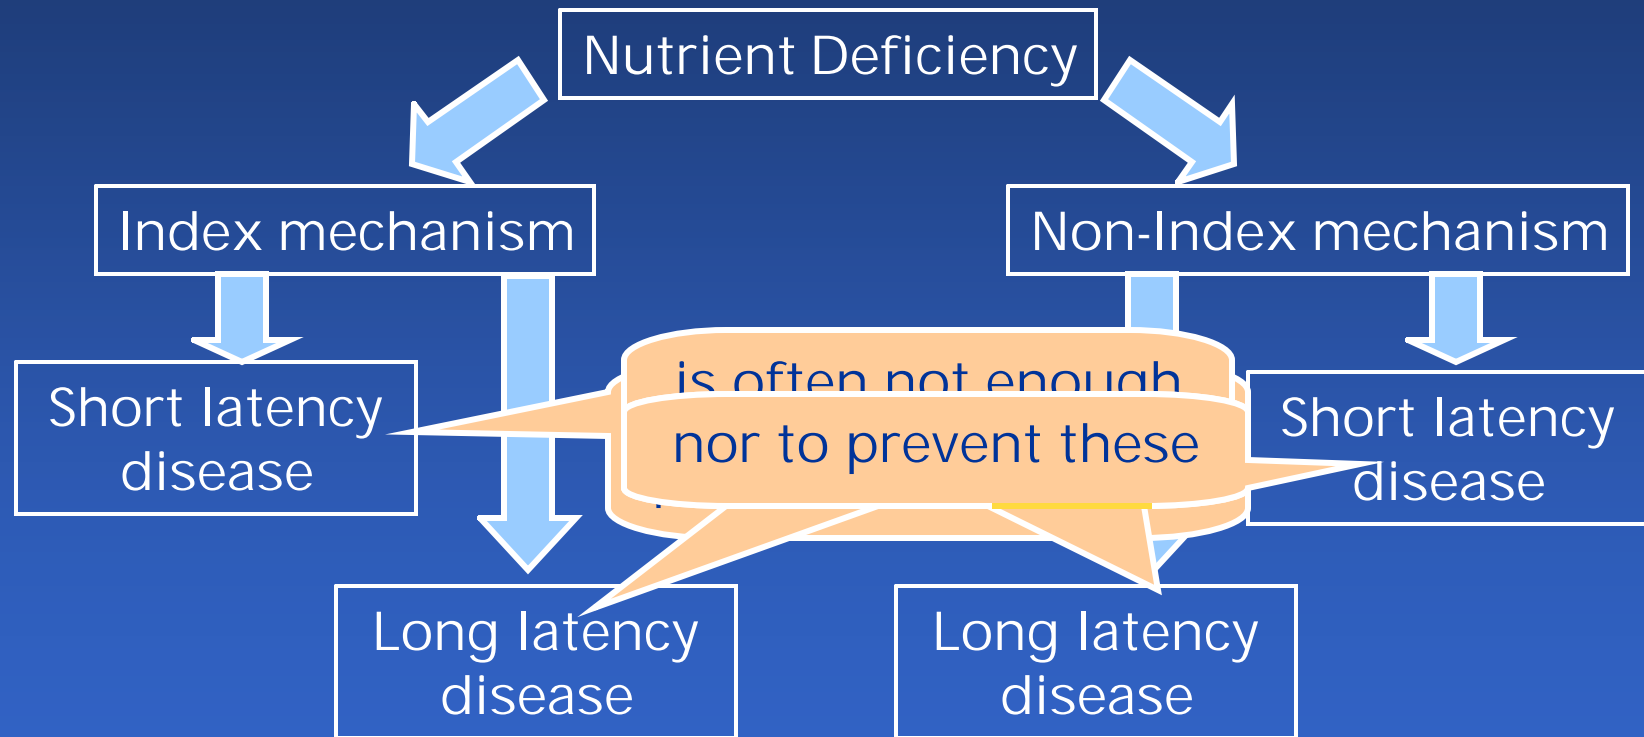 Nutrient Deficiency
Index mechanism
Non-Index mechanism
Short latency
disease
is often not enough
nor to prevent these
Short latency
disease
Long latency
disease
Long latency
disease